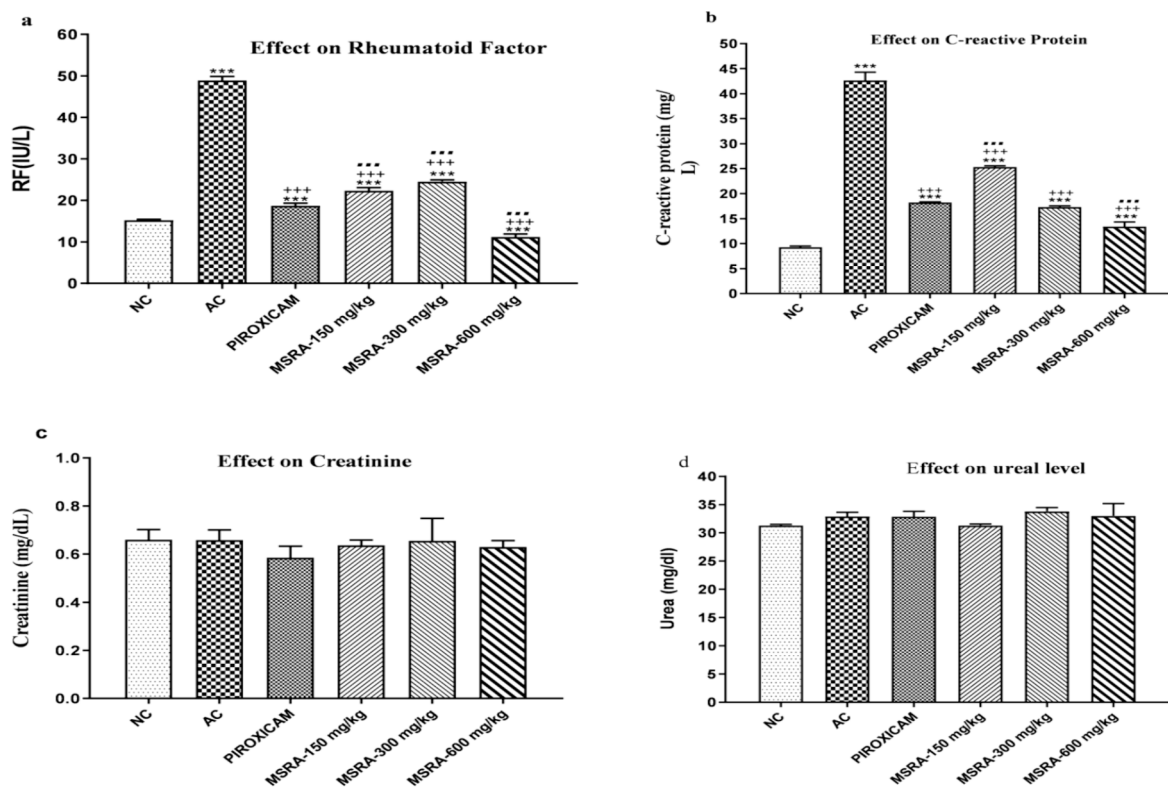 a
Effect on Rheumatoid Factor
RF(IU/L)
60
50
40
30
20
10
0
***
+++
***
▪▪▪
+++
***
▪▪▪
+++
***
▪▪▪
+++
***
NC
AC
PIROXICAM
MSRA-150 mg/kg
MSRA-300 mg/kg
MSRA-600 mg/kg
b
Effect on C-reactive Protein
C-reactive protein (mg/
L)
50
45
40
35
30
25
20
15
10
5
0
***
+++
***
▪▪▪
+++
***
+++
***
▪▪▪
+++
***
NC
AC
PIROXICAM
MSRA-150 mg/kg
MSRA-300 mg/kg
MSRA-600 mg/kg
c
Effect on Creatinine
Creatinine (mg/dL)
1.0
0.8
0.6
0.4
0.2
0.0
NC
AC
PIROXICAM
MSRA-150 mg/kg
MSRA-300 mg/kg
MSRA-600 mg/kg
d
Effect on ureal level
Urea (mg/dl)
40
35
30
25
20
15
10
5
0
NC
AC
PIROXICAM
MSRA-150 mg/kg
MSRA-300 mg/kg
MSRA-600 mg/kg